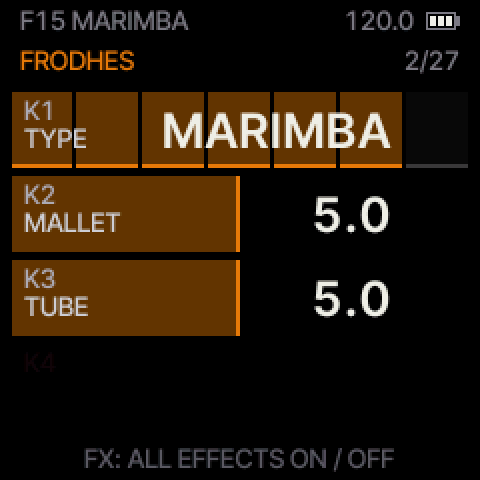 F15 MARIMBA 120.0
FRODHES 2/27
K1
TYPE MARIMBA
K2
MALLET 5.0
K3
TUBE 5.0
K4
FX: ALL EFFECTS ON / OFF